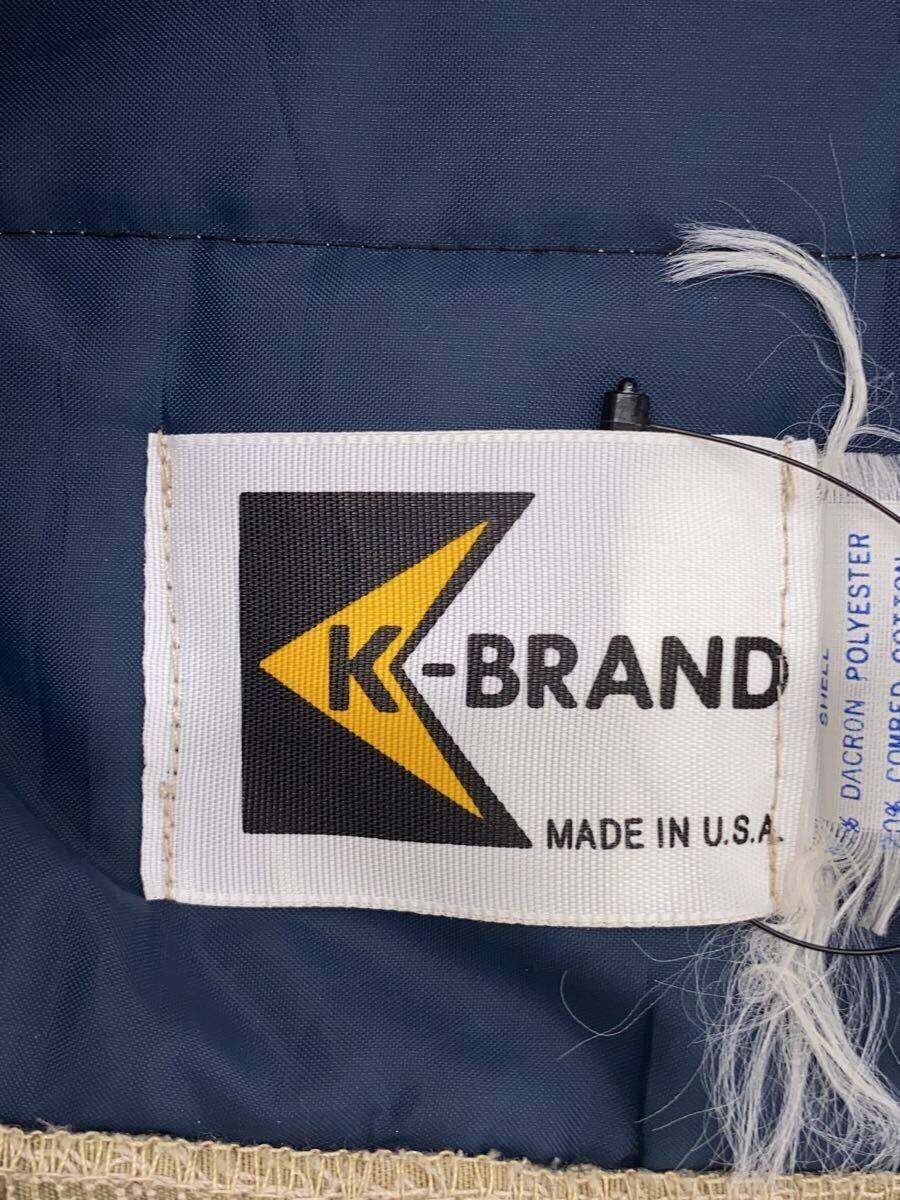 K-BRAND
MADE IN U.S.A.
SHELL
% DACRON POLYESTER
% COMBED COTTON